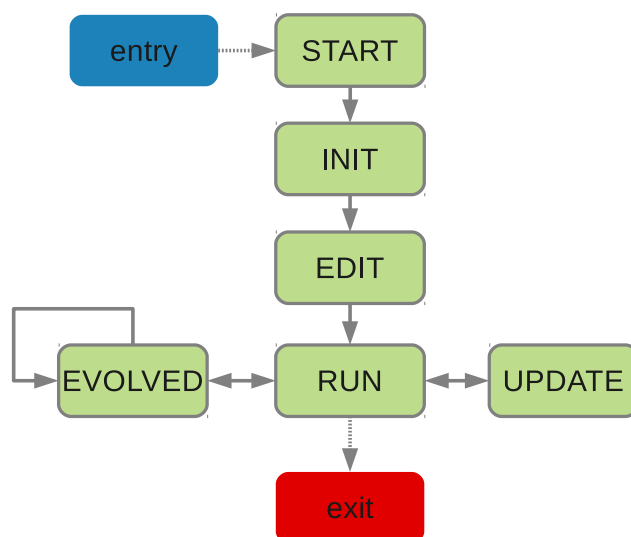 entry
START
INIT
EDIT
EVOLVED
RUN
UPDATE
exit